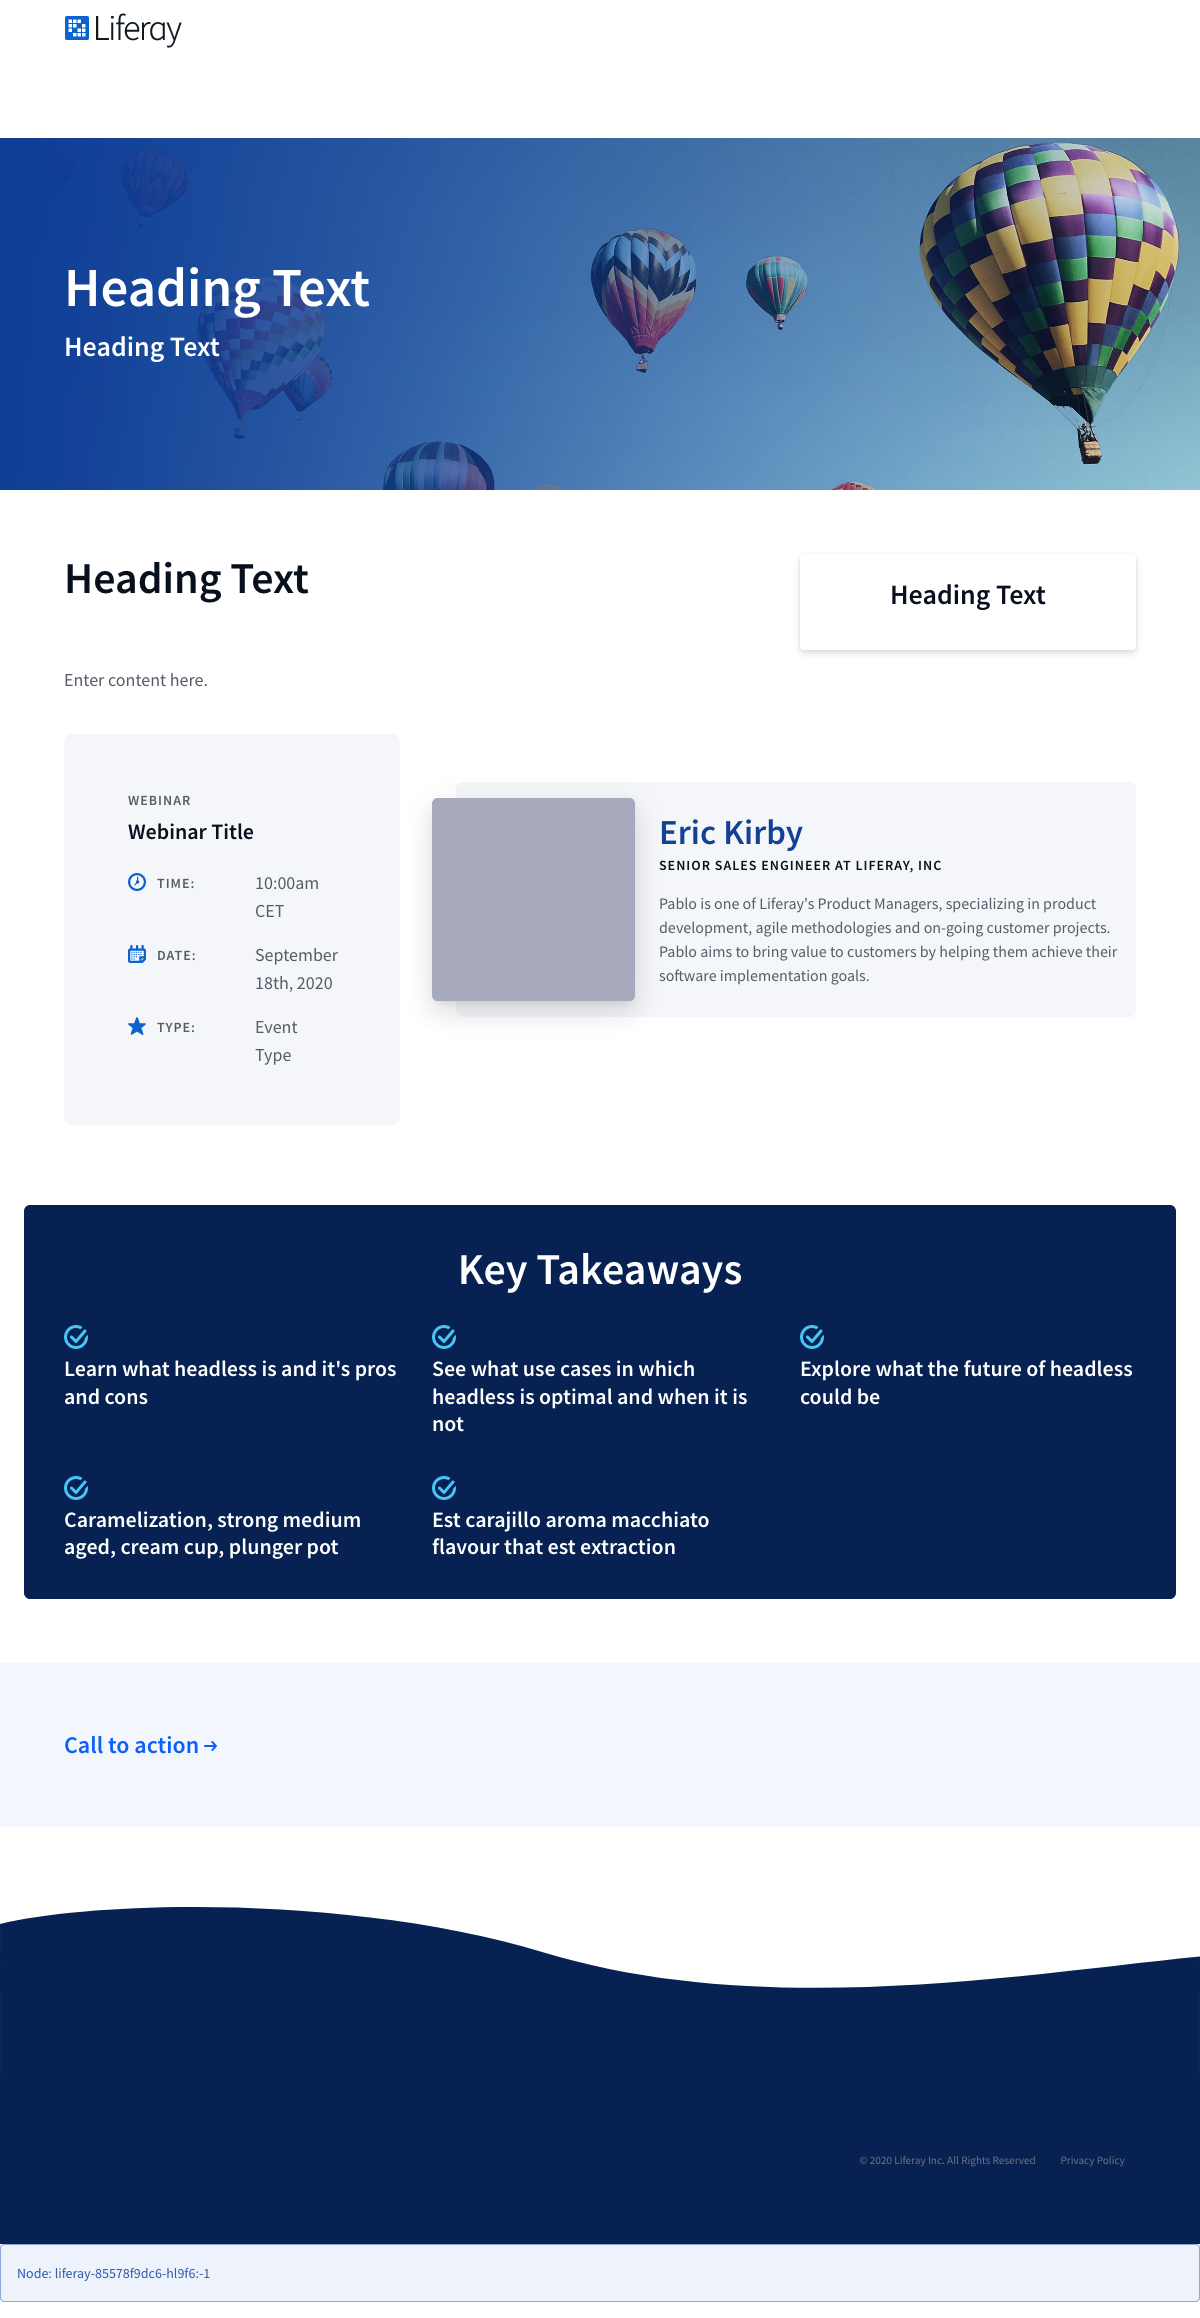 Liferay
Heading Text
Heading Text
Heading Text
Heading Text
Enter content here.
WEBINAR
Webinar Title
TIME: 10:00am
CET
DATE: September
18th, 2020
TYPE: Event
Type
Eric Kirby
SENIOR SALES ENGINEER AT LIFERAY, INC
Pablo is one of Liferay's Product Managers, specializing in product
development, agile methodologies and on-going customer projects.
Pablo aims to bring value to customers by helping them achieve their
software implementation goals.
Key Takeaways
Learn what headless is and it's pros
and cons
See what use cases in which
headless is optimal and when it is
not
Explore what the future of headless
could be
Caramelization, strong medium
aged, cream cup, plunger pot
Est carajillo aroma macchiato
flavour that est extraction
Call to action →
© 2020 Liferay Inc. All Rights Reserved Privacy Policy
Node: liferay-85578f9dc6-hl9f6:-1